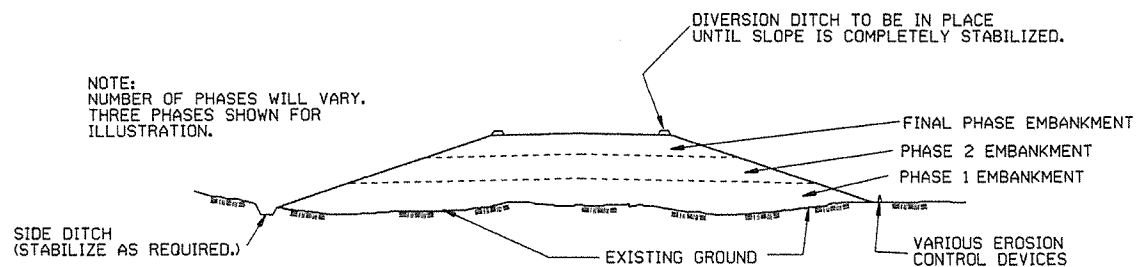 DIVERSION DITCH TO BE IN PLACE
UNTIL SLOPE IS COMPLETELY STABILIZED.
NOTE:
NUMBER OF PHASES WILL VARY.
THREE PHASES SHOWN FOR
ILLUSTRATION.
FINAL PHASE EMBANKMENT
PHASE 2 EMBANKMENT
PHASE 1 EMBANKMENT
SIDE DITCH
(STABILIZE AS REQUIRED.)
EXISTING GROUND
VARIOUS EROSION
CONTROL DEVICES